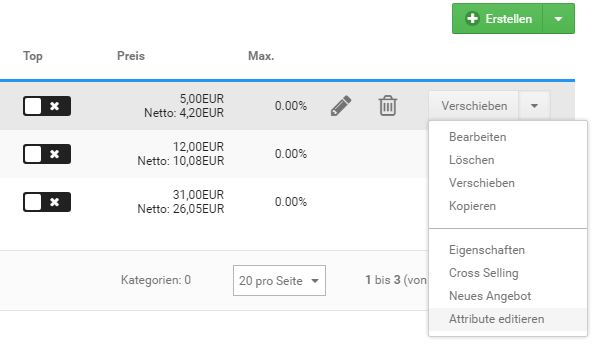 Erstellen
Top Preis Max.
5,00EUR
Netto: 4,20EUR
0.00%
Verschieben
12,00EUR
Netto: 10,08EUR
0.00%
31,00EUR
Netto: 26,05EUR
0.00%
Bearbeiten
Löschen
Verschieben
Kopieren
Eigenschaften
Cross Selling
Neues Angebot
Attribute editieren
Kategorien: 0 20 pro Seite 1 bis 3 (von